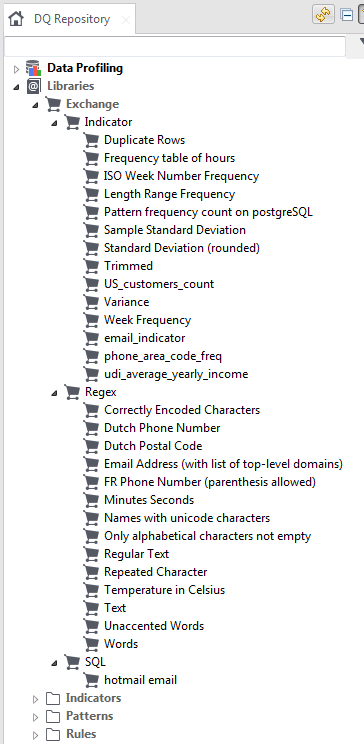 DQ Repository
Data Profiling
Libraries
Exchange
Indicator
Duplicate Rows
Frequency table of hours
ISO Week Number Frequency
Length Range Frequency
Pattern frequency count on postgreSQL
Sample Standard Deviation
Standard Deviation (rounded)
Trimmed
US_customers_count
Variance
Week Frequency
email_indicator
phone_area_code_freq
udi_average_yearly_income
Regex
Correctly Encoded Characters
Dutch Phone Number
Dutch Postal Code
Email Address (with list of top-level domains)
FR Phone Number (parenthesis allowed)
Minutes Seconds
Names with unicode characters
Only alphabetical characters not empty
Regular Text
Repeated Character
Temperature in Celsius
Text
Unaccented Words
Words
SQL
hotmail email
Indicators
Patterns
Rules